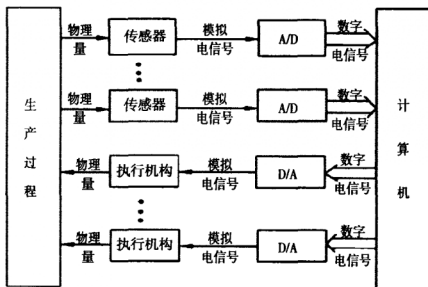 生产过程
物理量
传感器
模拟电信号
A/D
数字电信号
物理量
传感器
模拟电信号
A/D
数字电信号
物理量
执行机构
模拟电信号
D/A
数字电信号
物理量
执行机构
模拟电信号
D/A
数字电信号
计算机